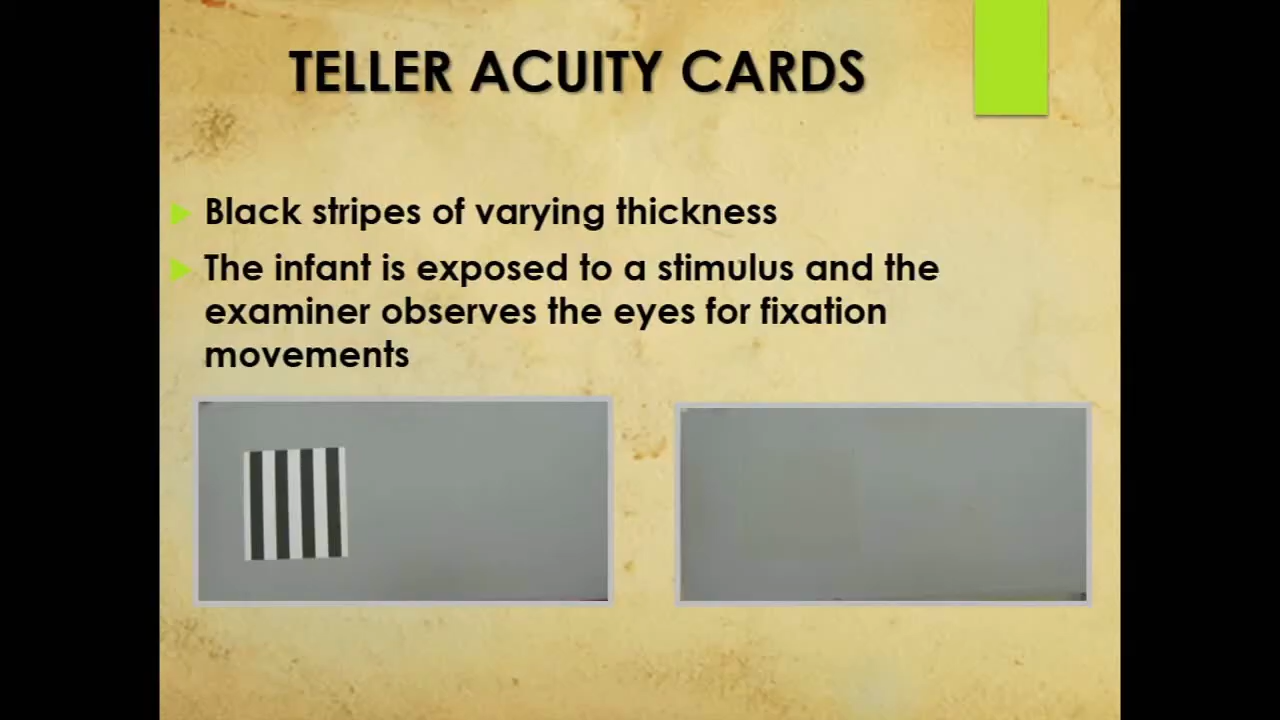 TELLER ACUITY CARDS
Black stripes of varying thickness
The infant is exposed to a stimulus and the
examiner observes the eyes for fixation
movements